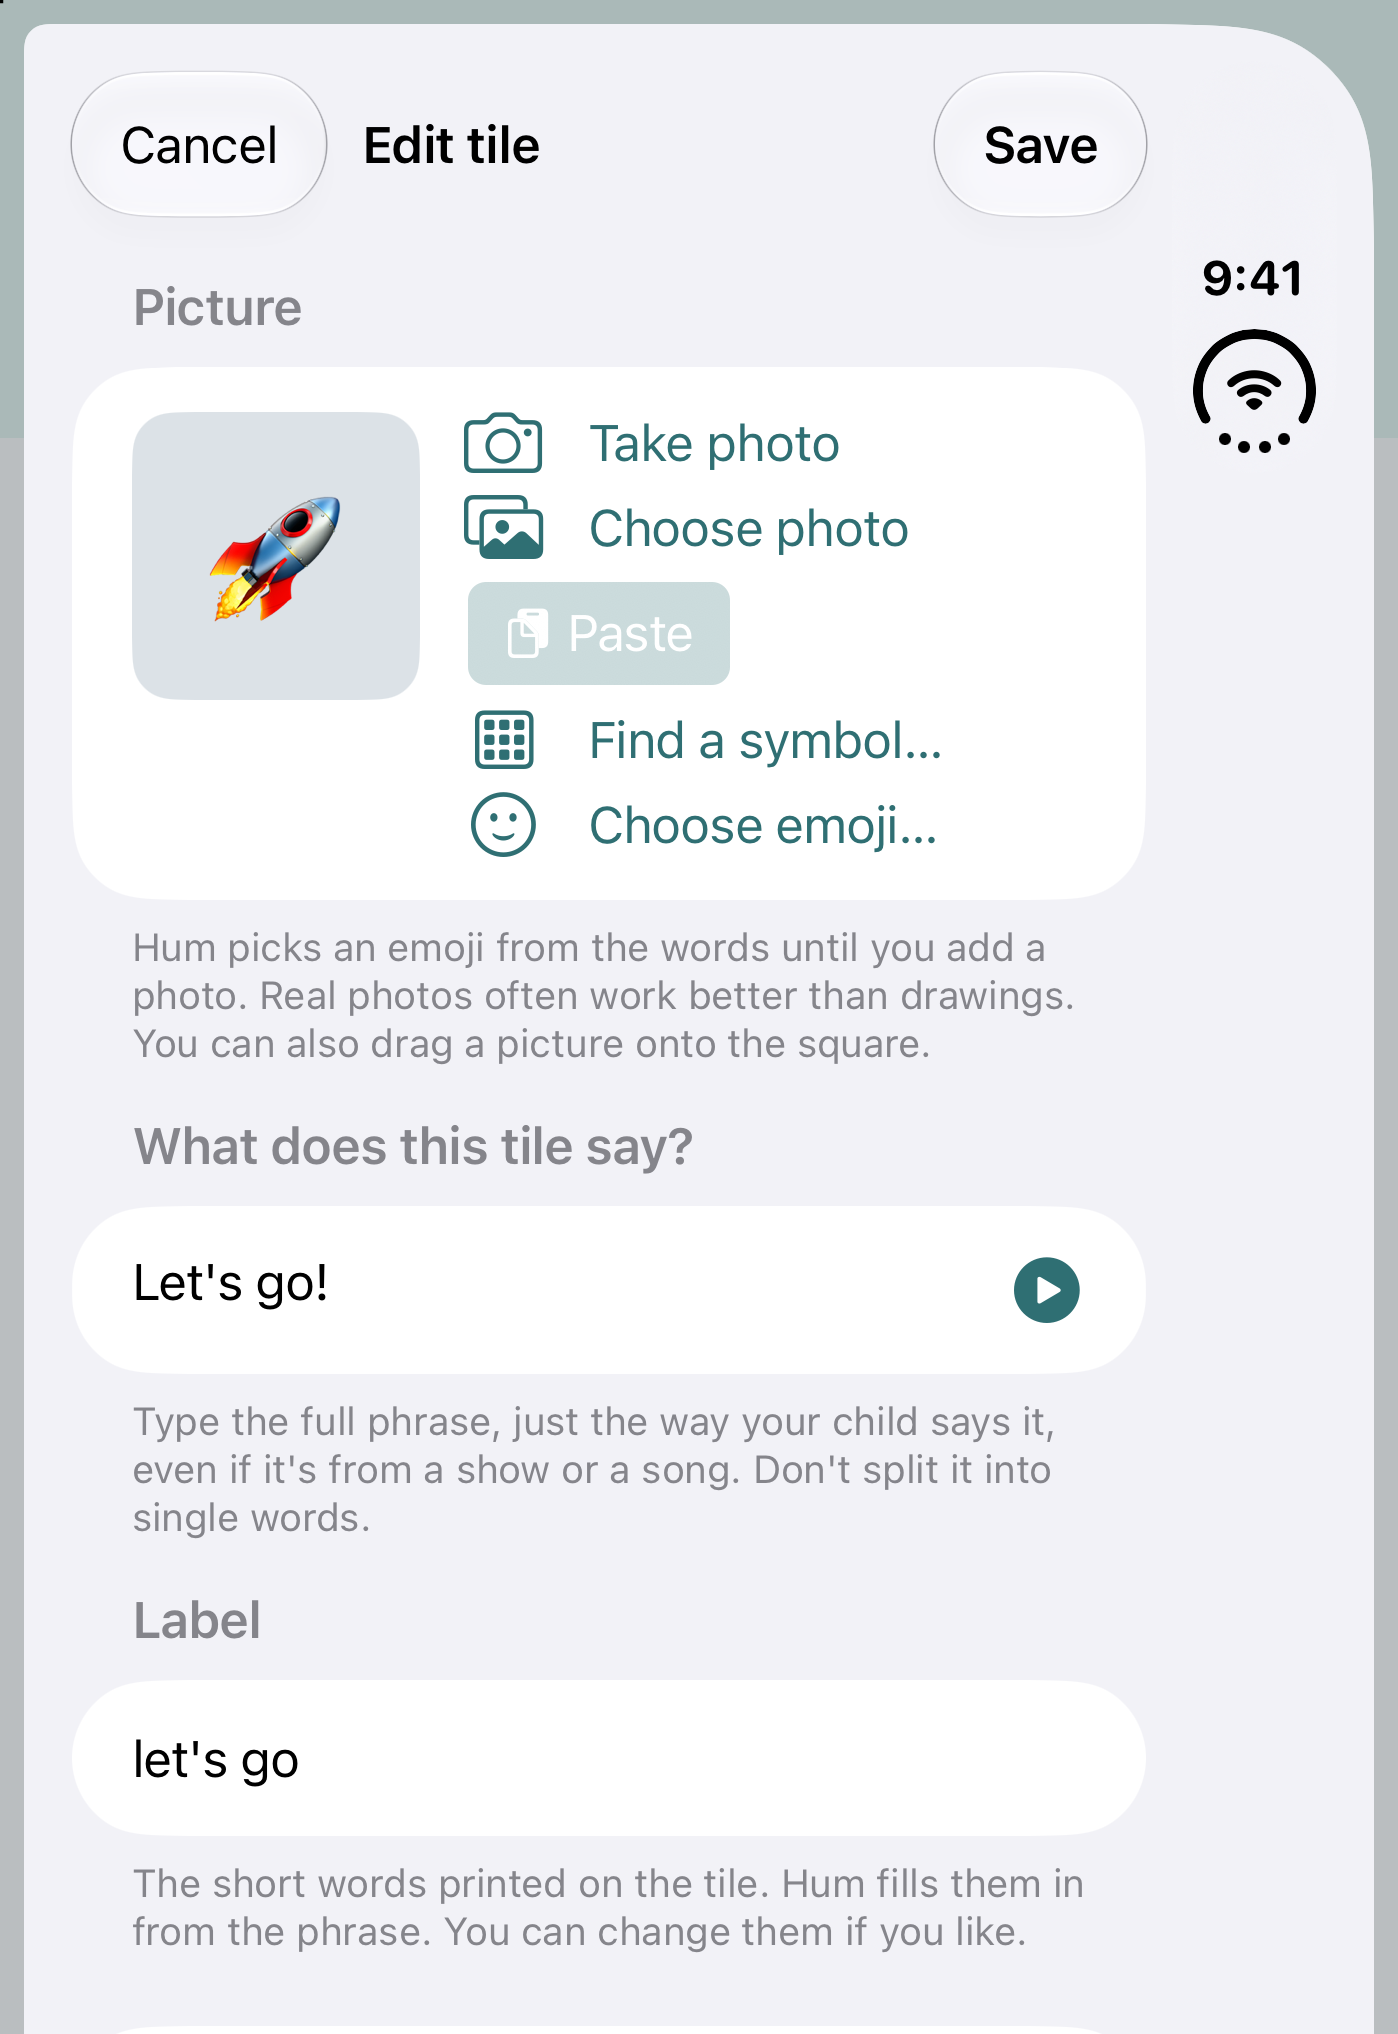 Cancel
Edit tile
Save
9:41
Picture
Take photo
Choose photo
Paste
Find a symbol...
Choose emoji...
Hum picks an emoji from the words until you add a
photo. Real photos often work better than drawings.
You can also drag a picture onto the square.
What does this tile say?
Let's go!
Type the full phrase, just the way your child says it,
even if it's from a show or a song. Don't split it into
single words.
Label
let's go
The short words printed on the tile. Hum fills them in
from the phrase. You can change them if you like.